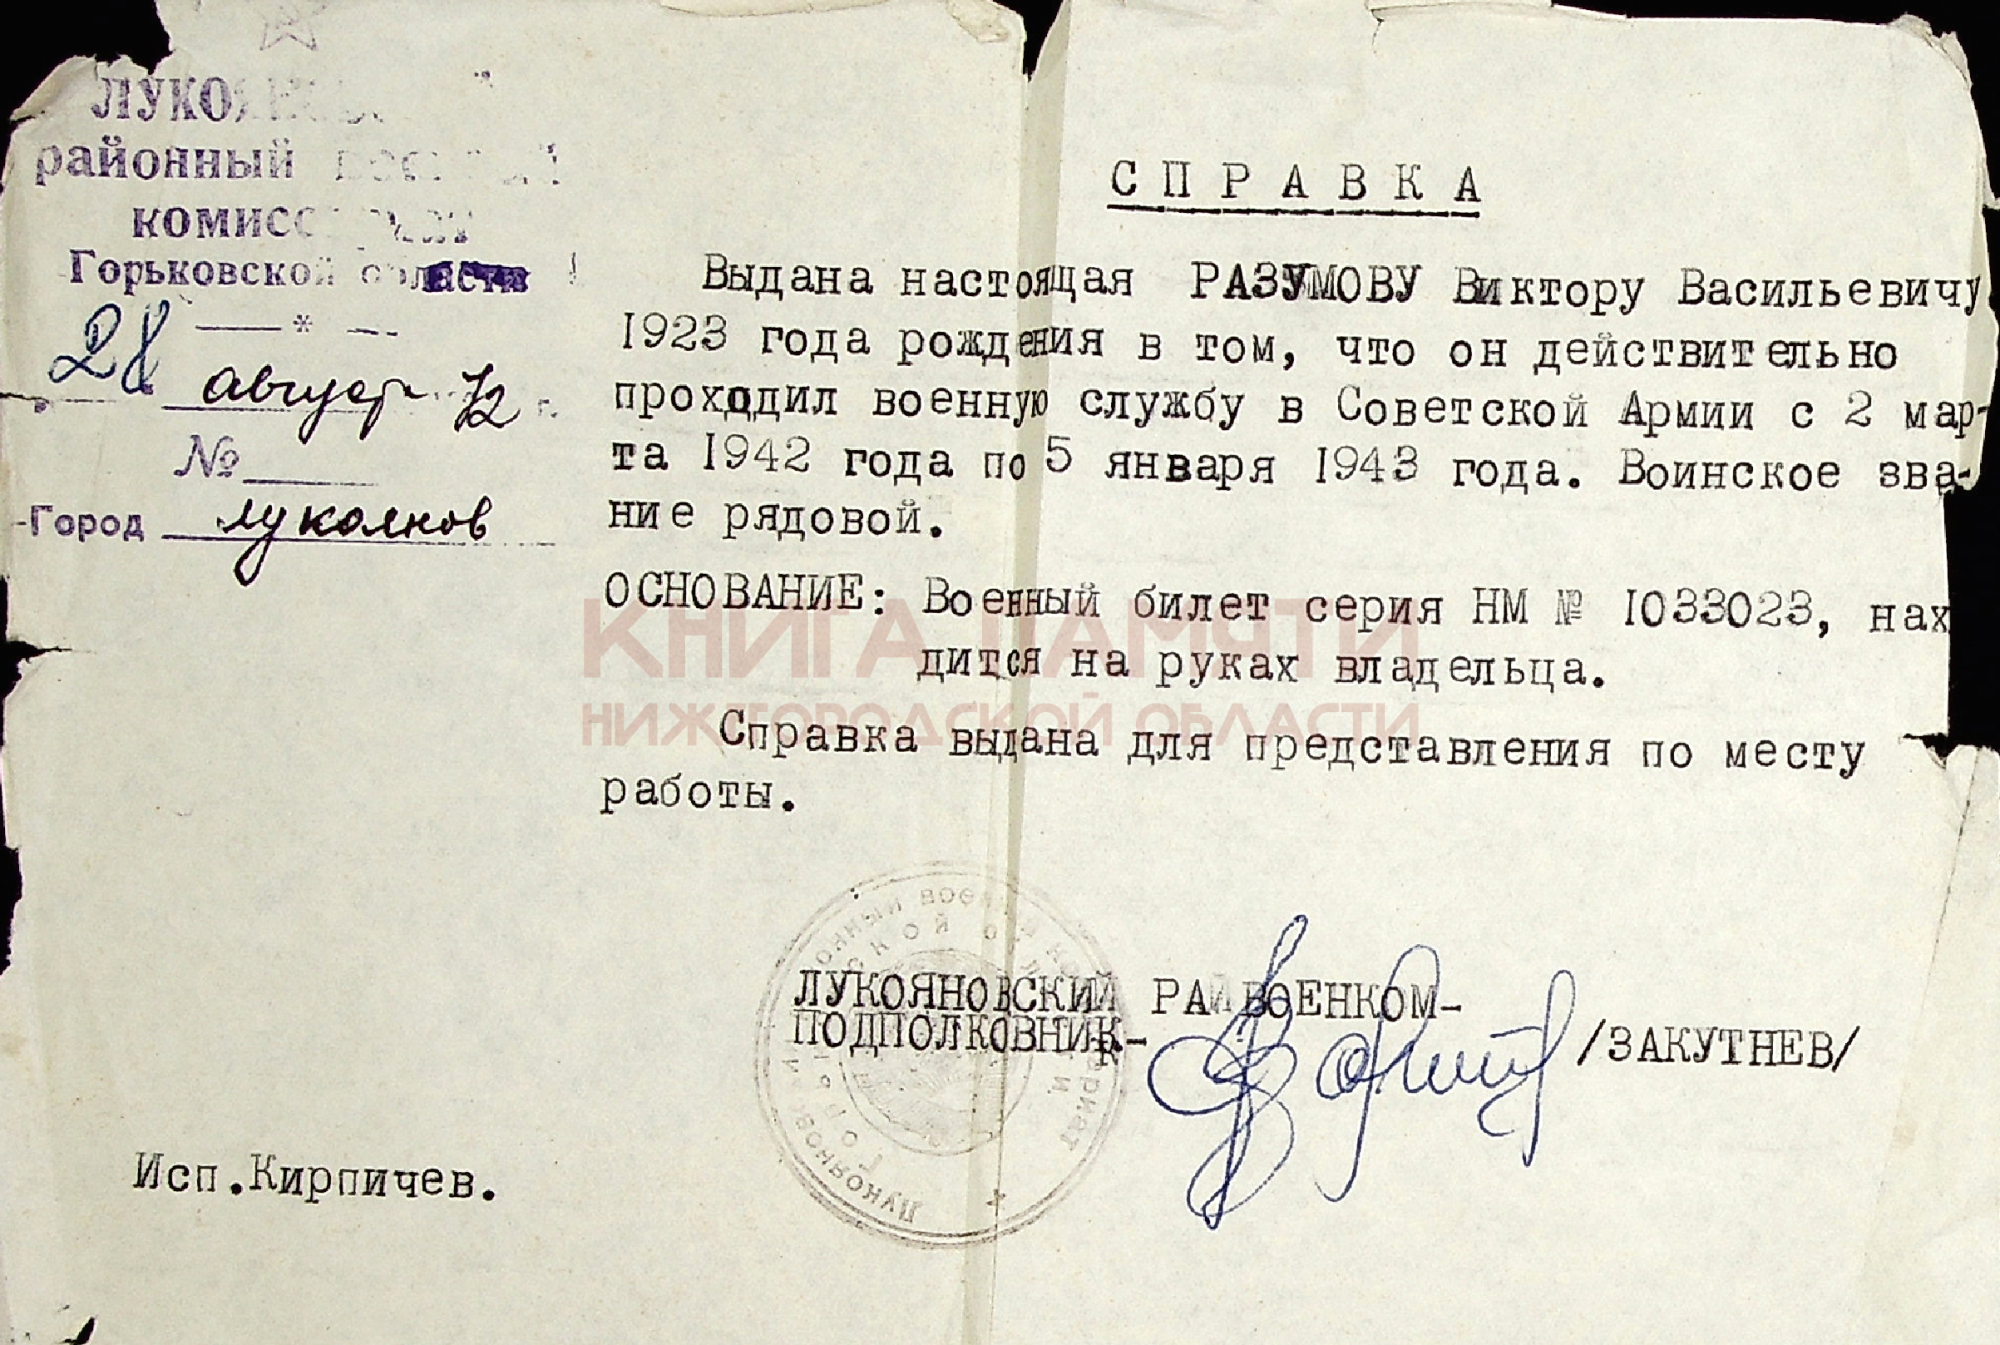 районный
Горьковской области
28 август 72 г.
№
Город Лукоянов
СПРАВКА
Выдана настоящая РАЗУМОВУ Виктору Васильевичу
1923 года рождения в том, что он действительно
проходил военную службу в Советской Армии с 2 мар-
та 1942 года по 5 января 1943 года. Воинское зва-
ние рядовой.
ОСНОВАНИЕ: Военный билет серия НМ № 1033023, нах
дится на руках владельца.
КНИГА ПАМЯТИ
НИЖЕГОРОДСКОЙ ОБЛАСТИ
Справка выдана для представления по месту
работы.
ЛУКОЯНОВСКИЙ РАЙВОЕНКОМ-
ПОДПОЛКОВНИК-
/ЗАКУТНЕВ/
Исп.Кирпичев.